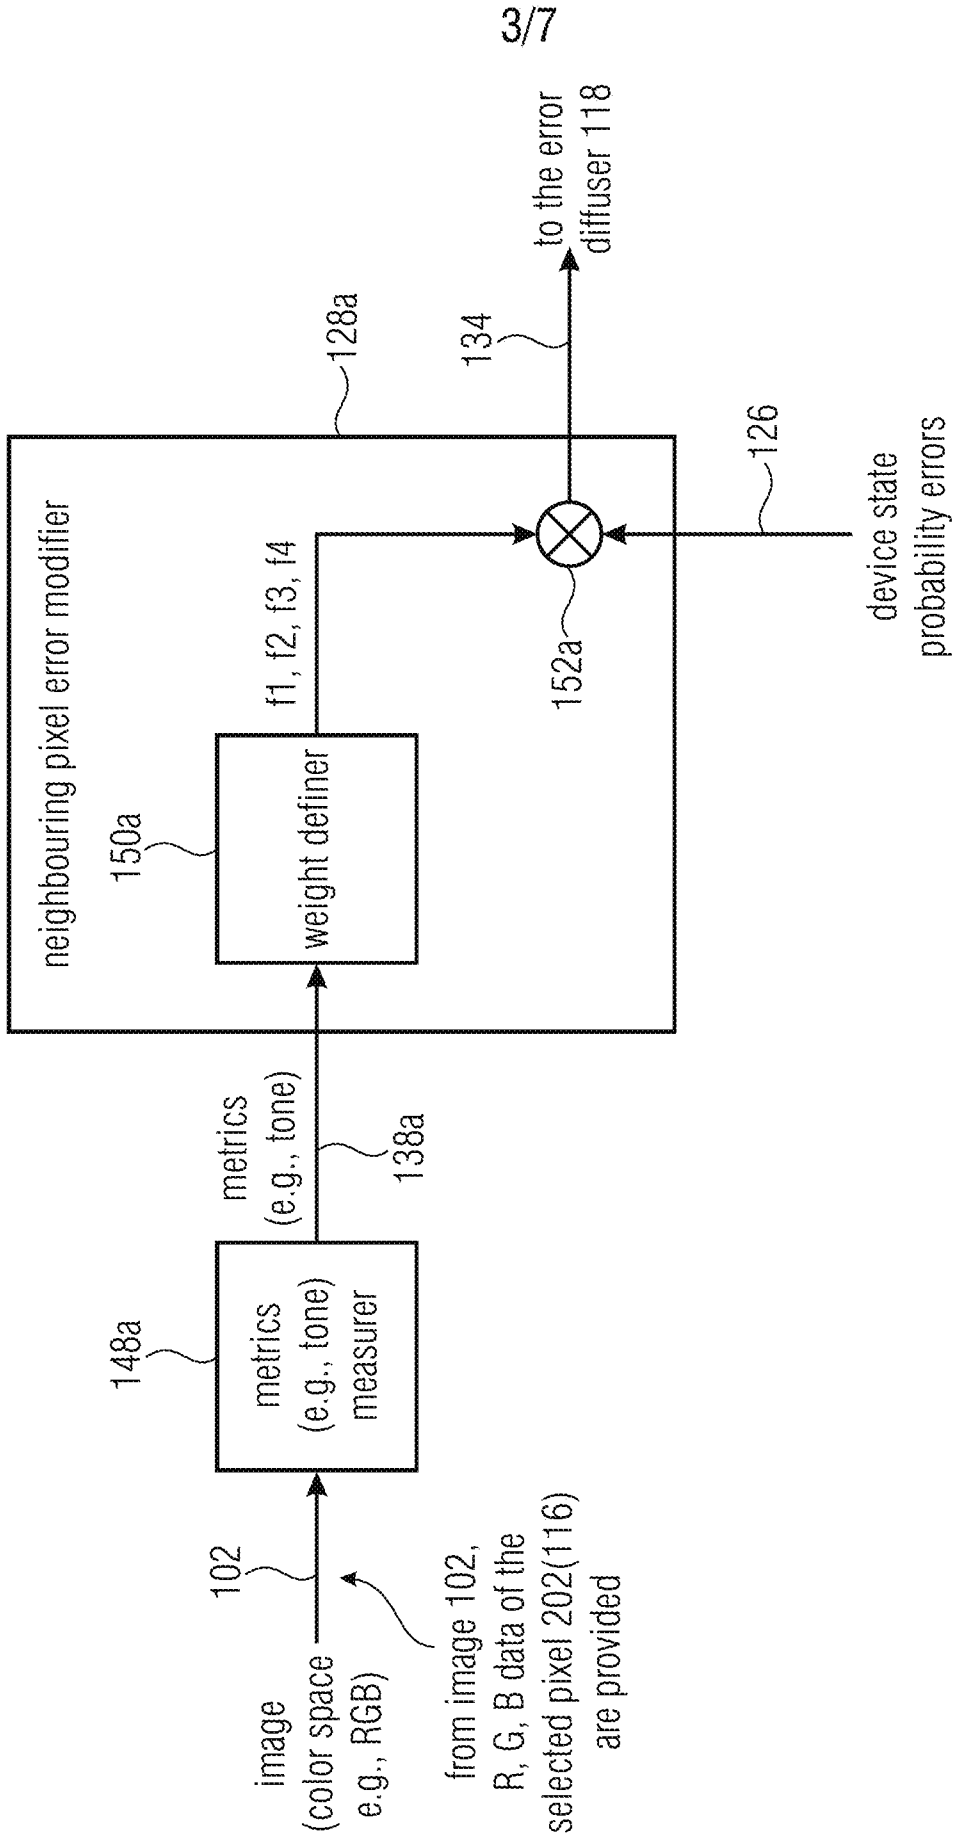 3/7
neighbouring pixel error modifier
128a
148a
150a
102
image
(color space
e.g., RGB)
metrics
(e.g., tone)
measurer
metrics
(e.g., tone)
138a
weight definer
f1, f2, f3, f4
152a
134
to the error
diffuser 118
from image 102,
R, G, B data of the
selected pixel 202(116)
are provided
126
device state
probability errors